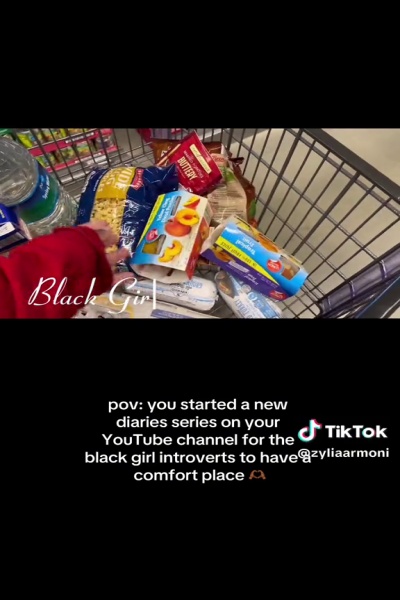 BUTTERY
Black Girl
pov: you started a new
diaries series on your
YouTube channel for the
black girl introverts to have a
comfort place 🫶🏾
TikTok
@zyliaarmoni